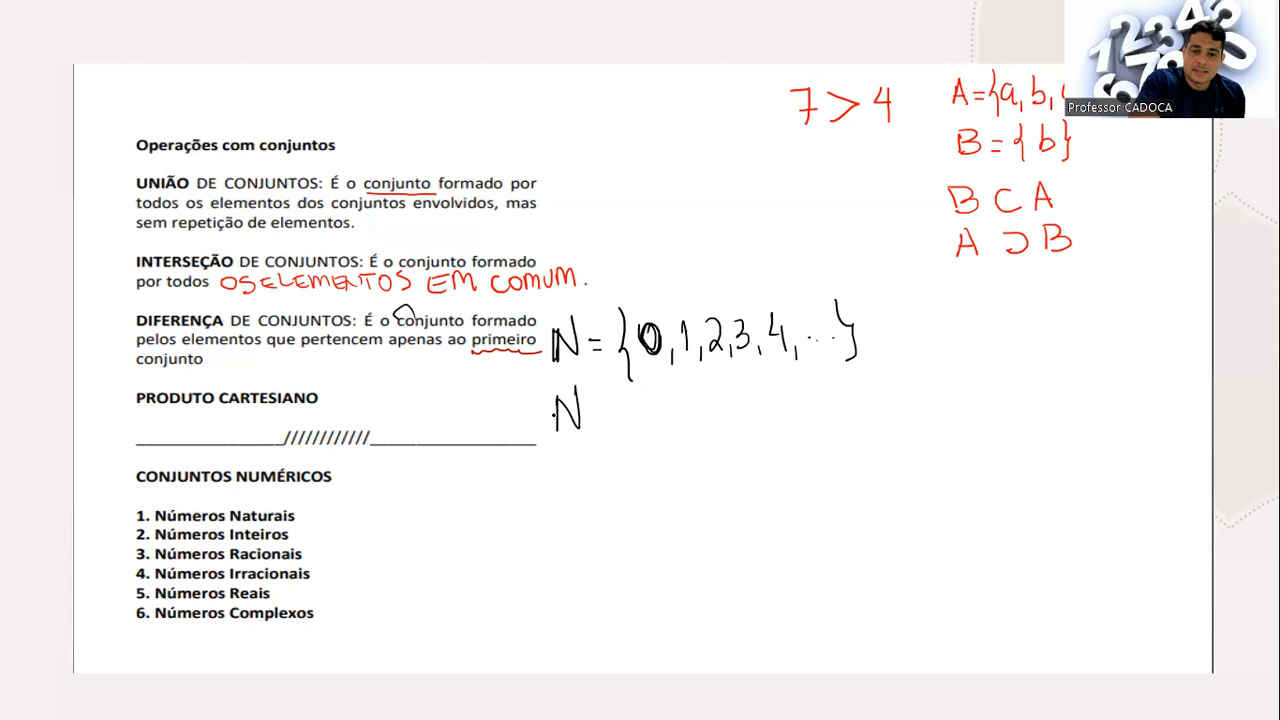 7 > 4
A={a, b,
B = { b}
B ⊂ A
A ⊃ B
Professor CADOCA
Operações com conjuntos
UNIÃO DE CONJUNTOS: É o conjunto formado por
todos os elementos dos conjuntos envolvidos, mas
sem repetição de elementos.
INTERSEÇÃO DE CONJUNTOS: É o conjunto formado
por todos OS ELEMENTOS EM COMUM.
DIFERENÇA DE CONJUNTOS: É o conjunto formado
pelos elementos que pertencem apenas ao primeiro
conjunto
N = {0, 1, 2, 3, 4, ...}
N
PRODUTO CARTESIANO
_________________////////////___________________
CONJUNTOS NUMÉRICOS
1. Números Naturais
2. Números Inteiros
3. Números Racionais
4. Números Irracionais
5. Números Reais
6. Números Complexos